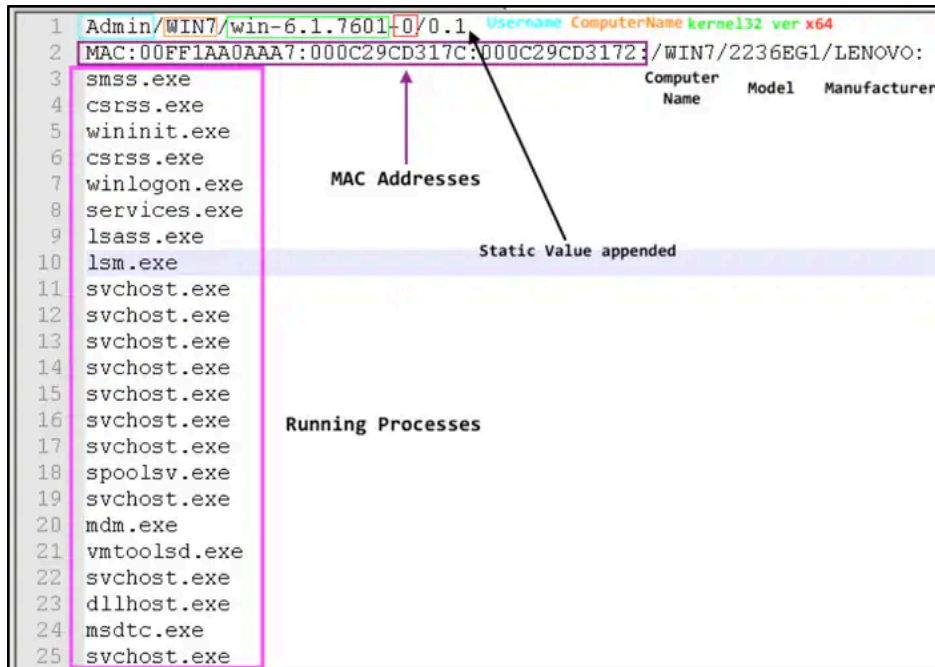 1 Admin/WIN7/win-6.1.7601-0/0.1 Username ComputerName kernel32 ver x64
2 MAC:00FF1AA0AAA7:000C29CD317C:000C29CD3172:/WIN7/2236EG1/LENOVO:
Computer Name Model Manufacturer
3 smss.exe
4 csrss.exe
5 wininit.exe
6 csrss.exe
7 winlogon.exe
MAC Addresses
8 services.exe
9 lsass.exe
Static Value appended
10 lsm.exe
11 svchost.exe
12 svchost.exe
13 svchost.exe
14 svchost.exe
15 svchost.exe
16 svchost.exe
Running Processes
17 svchost.exe
18 spoolsv.exe
19 svchost.exe
20 mdm.exe
21 vmtoolsd.exe
22 svchost.exe
23 dllhost.exe
24 msdtc.exe
25 svchost.exe